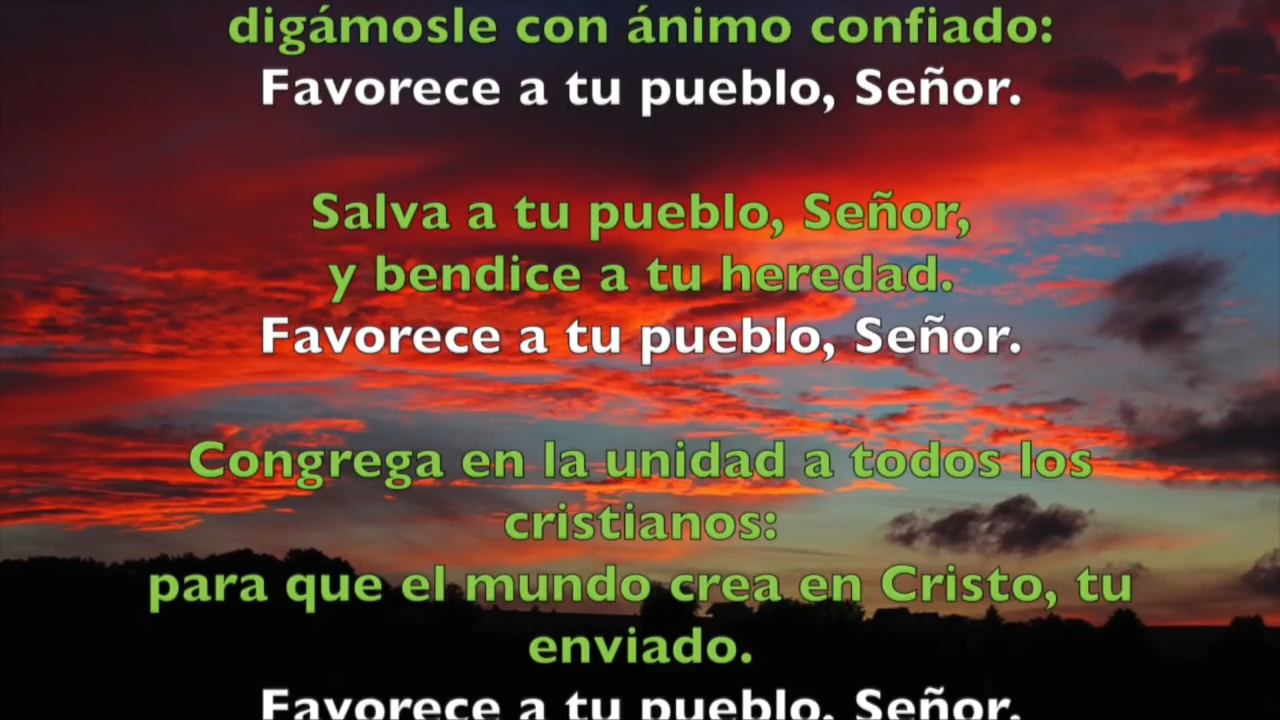 digámosle con ánimo confiado:
Favorece a tu pueblo, Señor.
Salva a tu pueblo, Señor,
y bendice a tu heredad.
Favorece a tu pueblo, Señor.
Congrega en la unidad a todos los
cristianos:
para que el mundo crea en Cristo, tu
enviado.
Favorece a tu pueblo, Señor.